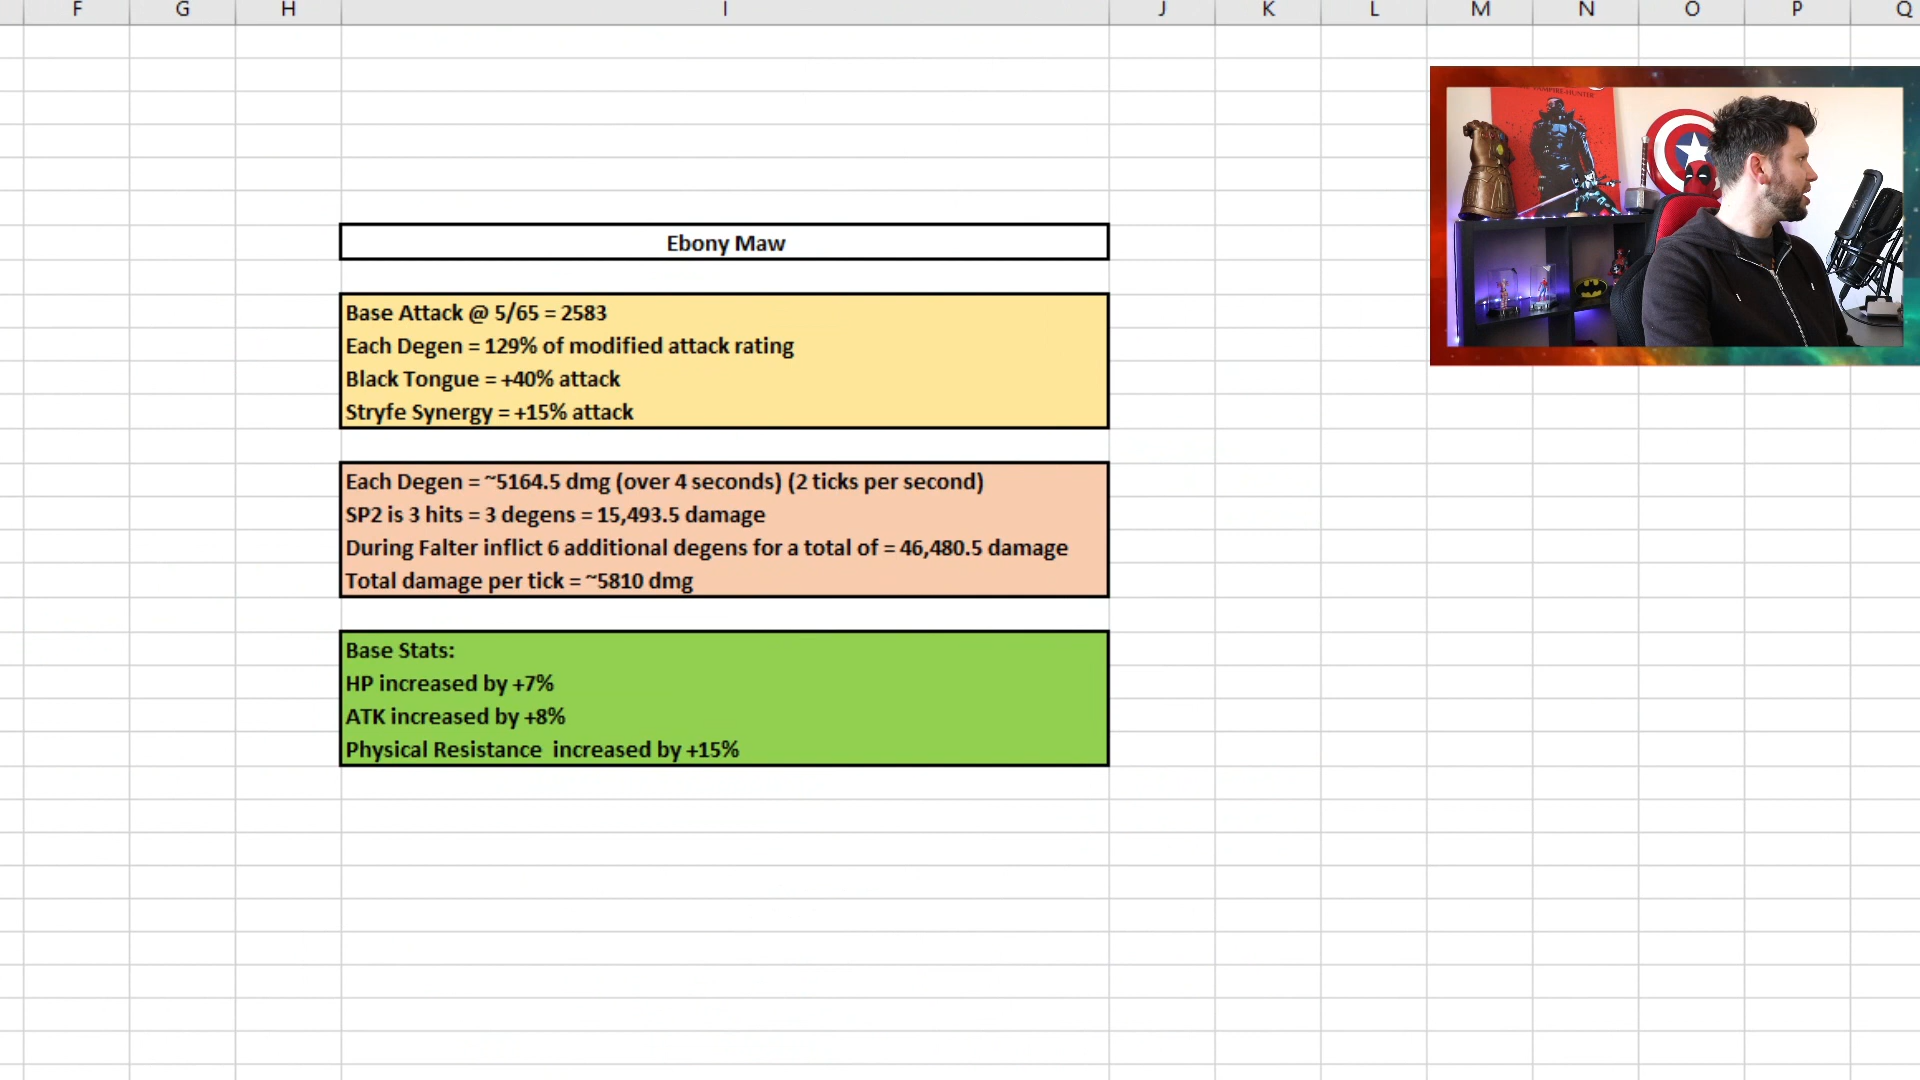 F G H I J K L M N O P Q
VAMPIRE HUNTER
Ebony Maw
Base Attack @ 5/65 = 2583
Each Degen = 129% of modified attack rating
Black Tongue = +40% attack
Stryfe Synergy = +15% attack
Each Degen = ~5164.5 dmg (over 4 seconds) (2 ticks per second)
SP2 is 3 hits = 3 degens = 15,493.5 damage
During Falter inflict 6 additional degens for a total of = 46,480.5 damage
Total damage per tick = ~5810 dmg
Base Stats:
HP increased by +7%
ATK increased by +8%
Physical Resistance  increased by +15%